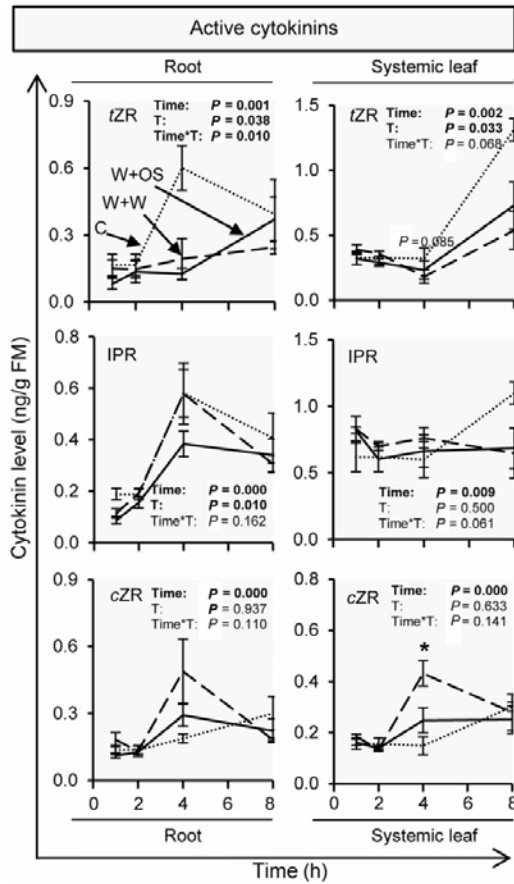 Active cytokinins
Root
Systemic leaf
Cytokinin level (ng/g FM)
tZR
Time: P = 0.001
T: P = 0.038
Time*T: P = 0.010
W+OS
W+W
C
0.9
0.6
0.3
0.0
tZR
Time: P = 0.002
T: P = 0.033
Time*T: P = 0.068
P = 0.085
1.5
1.0
0.5
0.0
IPR
Time: P = 0.000
T: P = 0.010
Time*T: P = 0.162
0.8
0.6
0.4
0.2
0.0
IPR
Time: P = 0.009
T: P = 0.500
Time*T: P = 0.061
1.5
1.0
0.5
0.0
cZR
Time: P = 0.000
T: P = 0.937
Time*T: P = 0.110
0.9
0.6
0.3
0.0
0 2 4 6 8
cZR
Time: P = 0.000
T: P = 0.633
Time*T: P = 0.141
*
0.8
0.6
0.4
0.2
0.0
0 2 4 6 8
Root
Systemic leaf
Time (h)